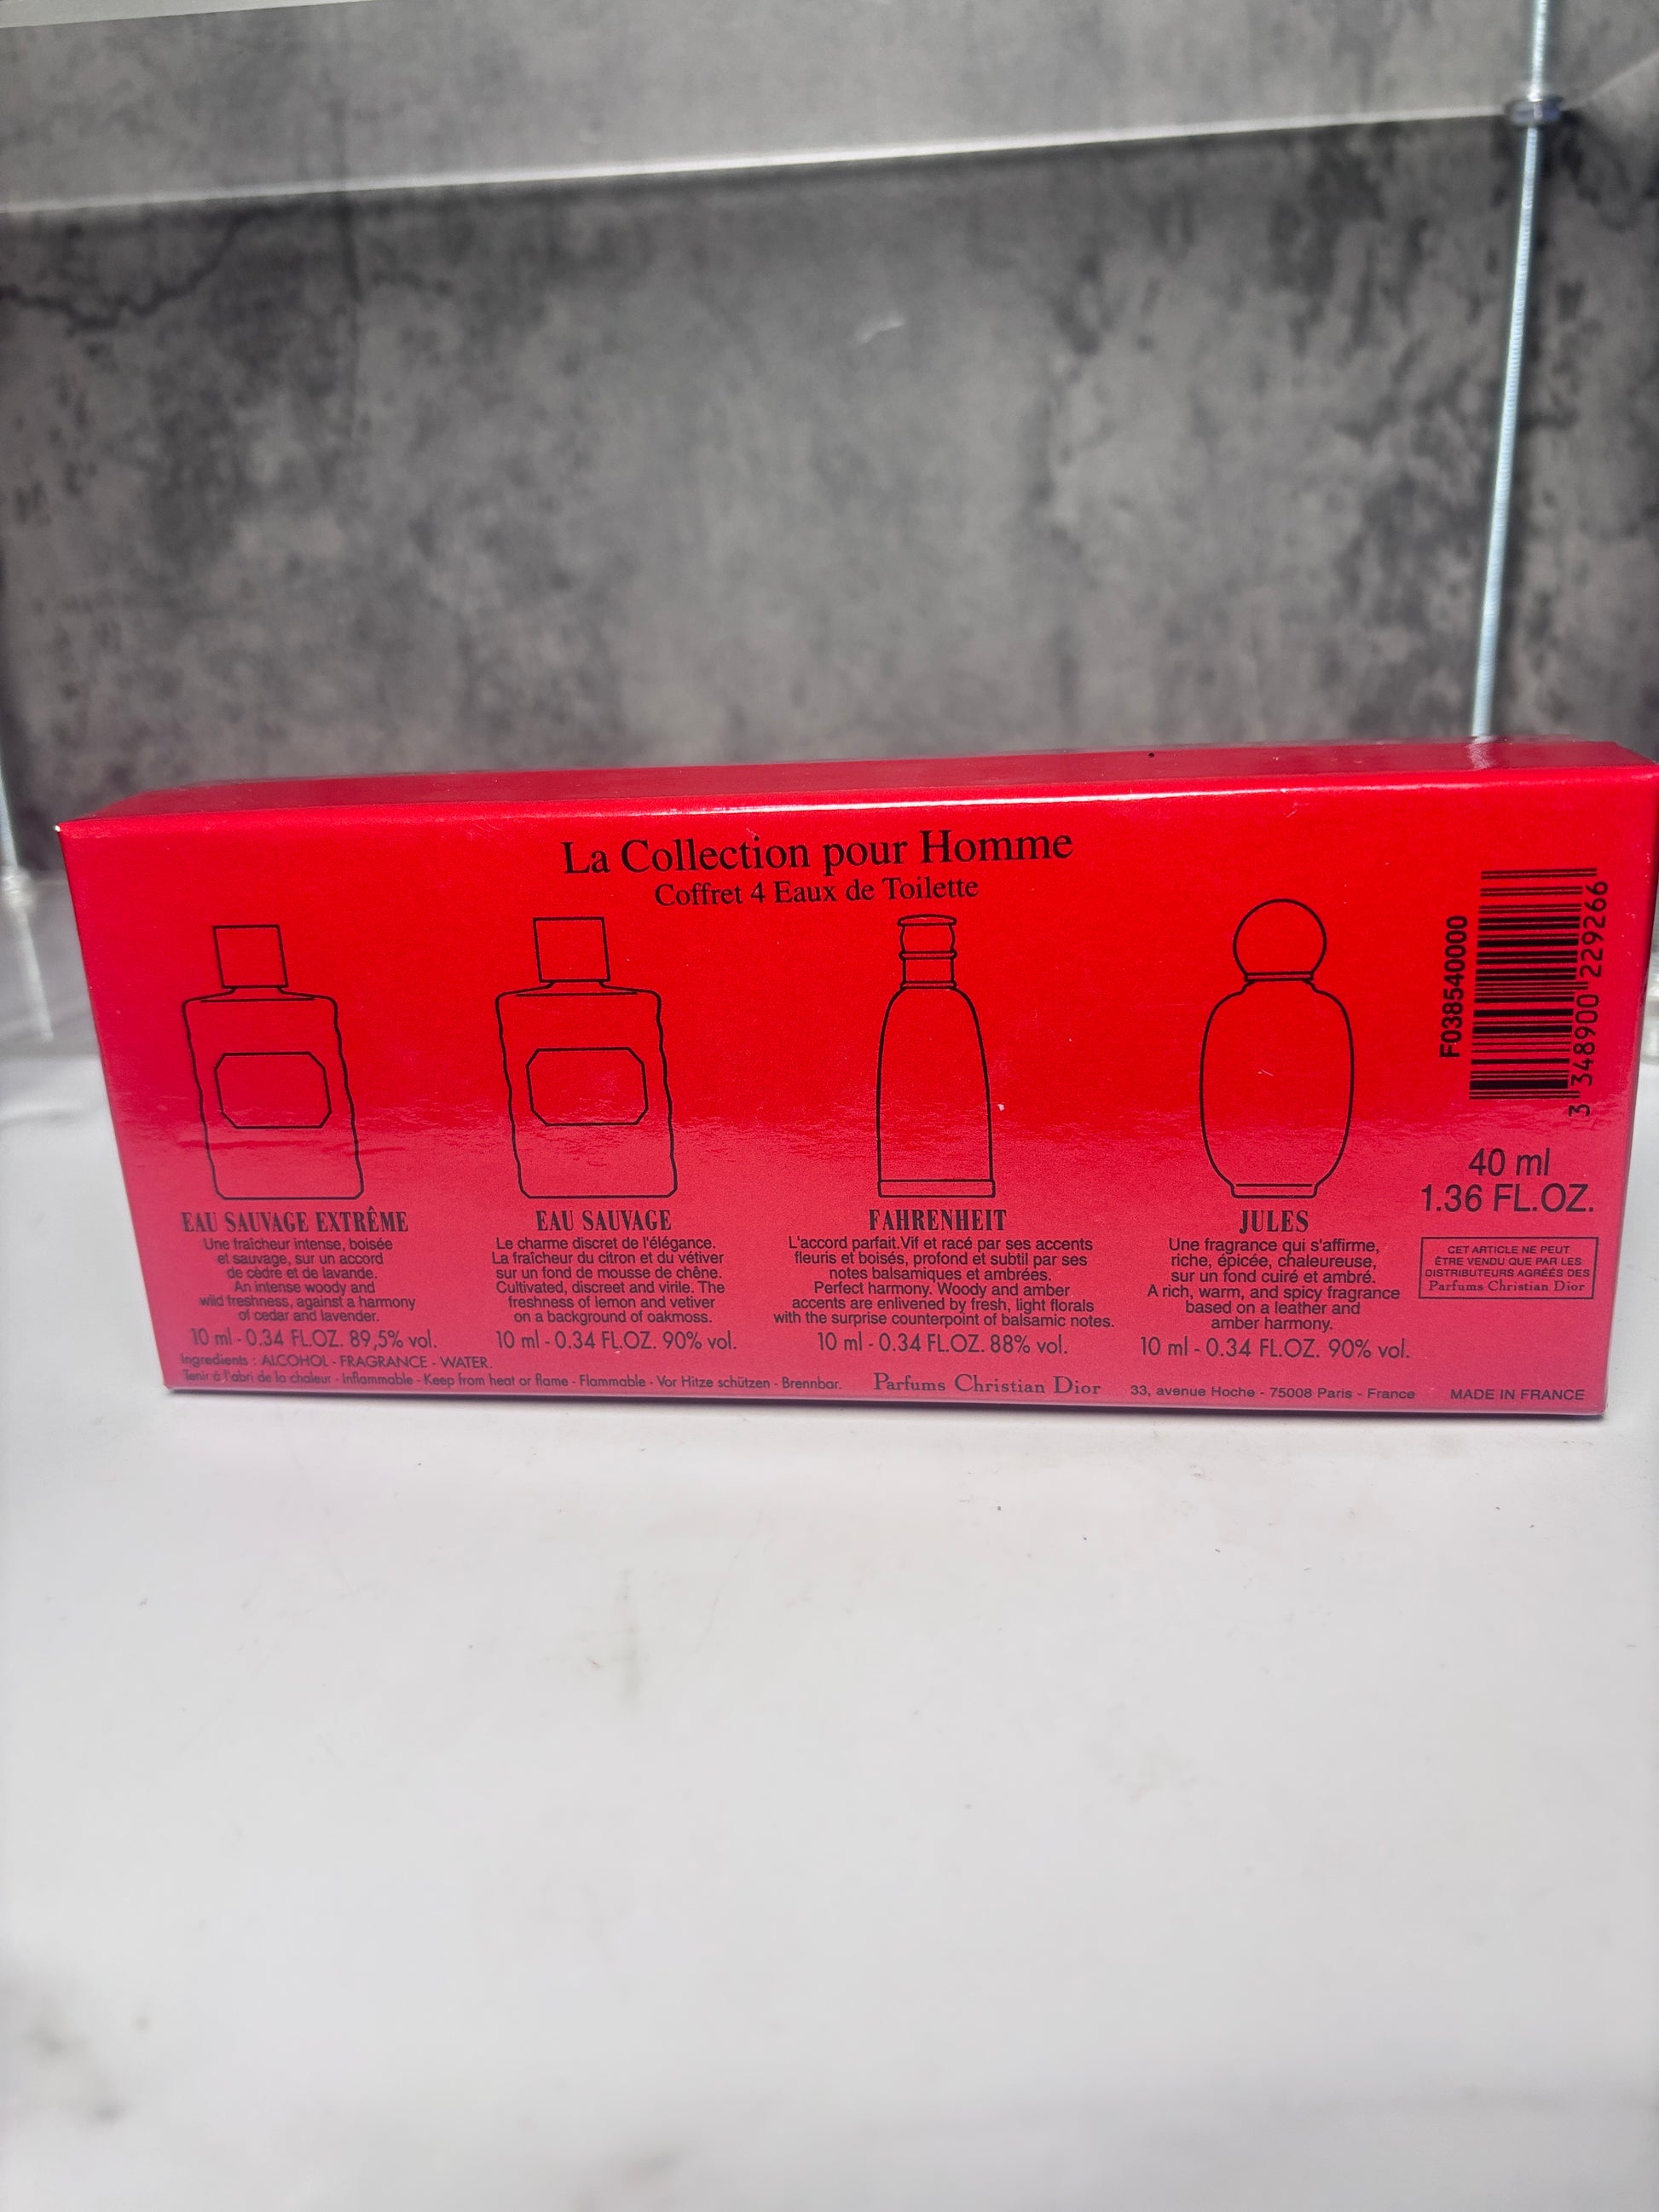 La Collection pour Homme
Coffret 4 Eaux de Toilette
EAU SAUVAGE EXTRÊME
Une fraîcheur intense, boisée
et sauvage, sur un accord
de cèdre et de lavande.
An intense woody and
wild freshness, against a harmony
of cedar and lavender.
10 ml - 0.34 FL.OZ. 89,5% vol.
EAU SAUVAGE
Le charme discret de l'élégance.
La fraîcheur du citron et du vétiver
sur un fond de mousse de chêne.
Cultivated, discreet and virile. The
freshness of lemon and vetiver
on a background of oakmoss.
10 ml - 0.34 FL.OZ. 90% vol.
FAHRENHEIT
L'accord parfait. Vif et racé par ses accents
fleuris et boisés, profond et subtil par ses
notes balsamiques et ambrées.
Perfect harmony. Woody and amber
accents are enlivened by fresh, light florals
with the surprise counterpoint of balsamic notes.
10 ml - 0.34 FL.OZ. 88% vol.
JULES
Une fragrance qui s'affirme,
riche, épicée, chaleureuse,
sur un fond cuiré et ambré.
A rich, warm, and spicy fragrance
based on a leather and
amber harmony.
10 ml - 0.34 FL.OZ. 90% vol.
F038540000
3 348900 229266
40 ml
1.36 FL.OZ.
CET ARTICLE NE PEUT
ÊTRE VENDU QUE PAR LES
DISTRIBUTEURS AGRÉÉS DES
Parfums Christian Dior
Ingredients : ALCOHOL - FRAGRANCE - WATER.
Tenir à l'abri de la chaleur - Inflammable - Keep from heat or flame - Flammable - Vor Hitze schützen - Brennbar.
Parfums Christian Dior
33, avenue Hoche - 75008 Paris - France
MADE IN FRANCE